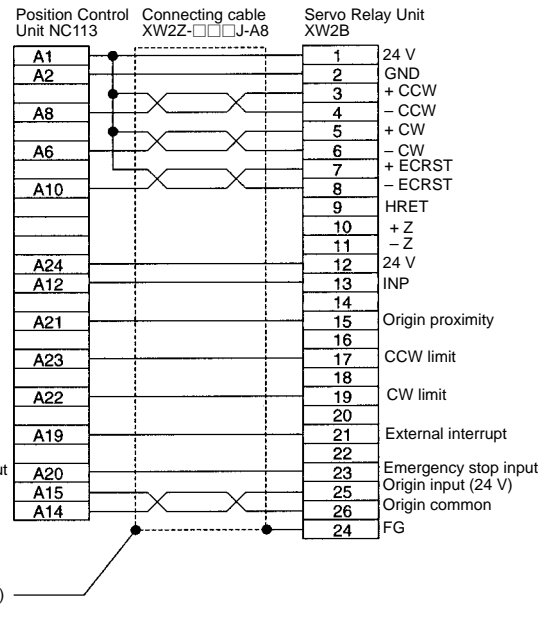 Position Control Connecting cable Servo Relay Unit
Unit NC113 XW2Z-□□□J-A8 XW2B
A1 1 24 V
A2 2 GND
3 + CCW
A8 4 – CCW
5 + CW
A6 6 – CW
7 + ECRST
A10 8 – ECRST
9 HRET
10 + Z
11 – Z
A24 12 24 V
A12 13 INP
14
A21 15 Origin proximity
16
A23 17 CCW limit
18
A22 19 CW limit
20
A19 21 External interrupt
22
A20 23 Emergency stop input
A15 25 Origin input (24 V)
A14 26 Origin common
24 FG